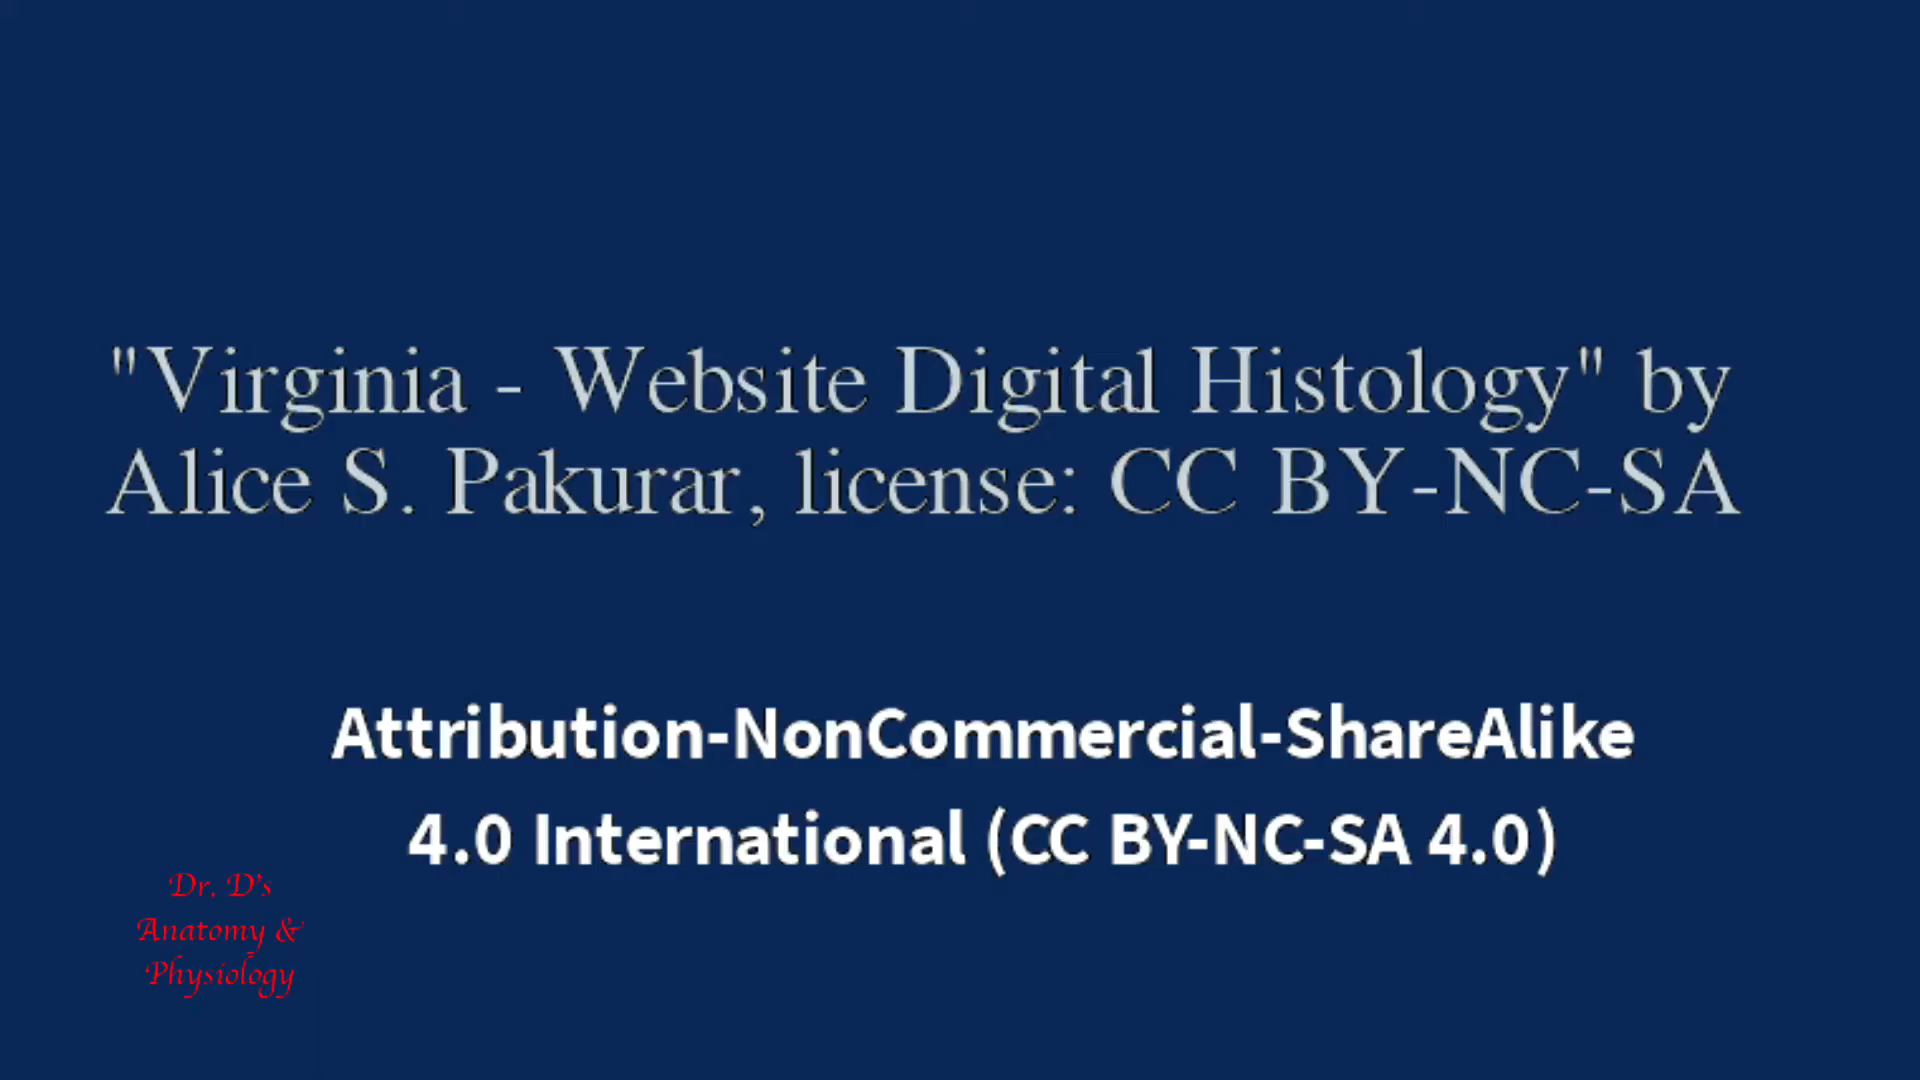 "Virginia - Website Digital Histology" by
Alice S. Pakurar, license: CC BY-NC-SA
Attribution-NonCommercial-ShareAlike
4.0 International (CC BY-NC-SA 4.0)
Dr. D's
Anatomy &
Physiology